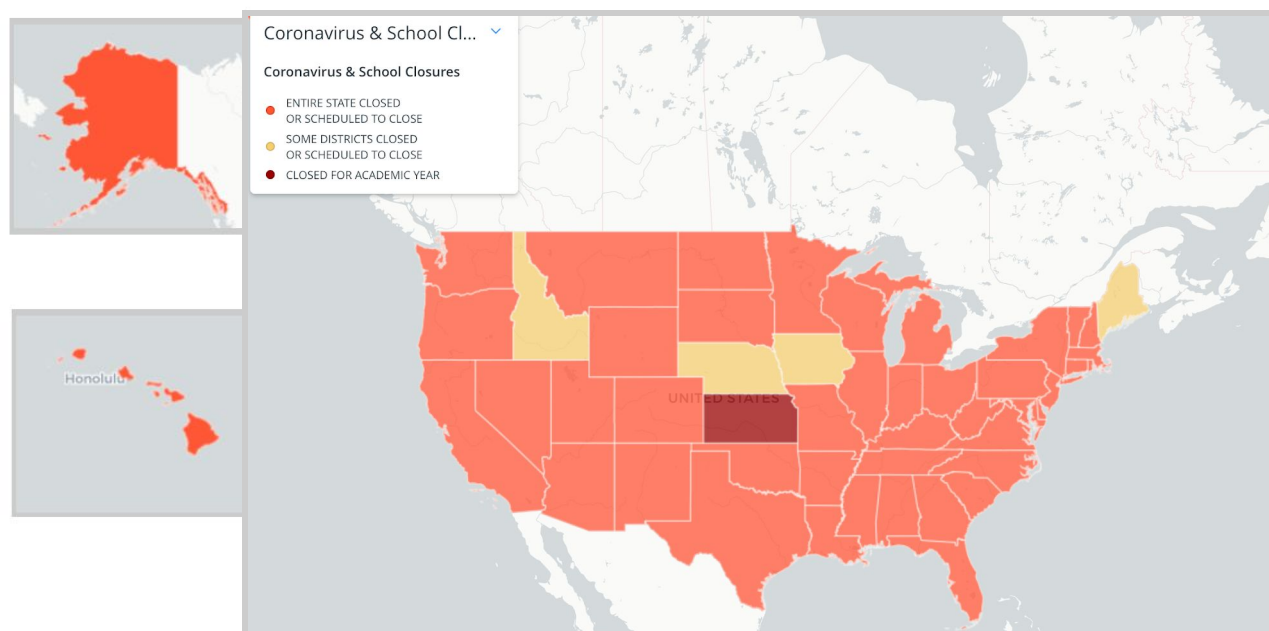 Coronavirus & School Cl...
Coronavirus & School Closures
ENTIRE STATE CLOSED
OR SCHEDULED TO CLOSE
SOME DISTRICTS CLOSED
OR SCHEDULED TO CLOSE
CLOSED FOR ACADEMIC YEAR
Honolulu
UNITED STATES